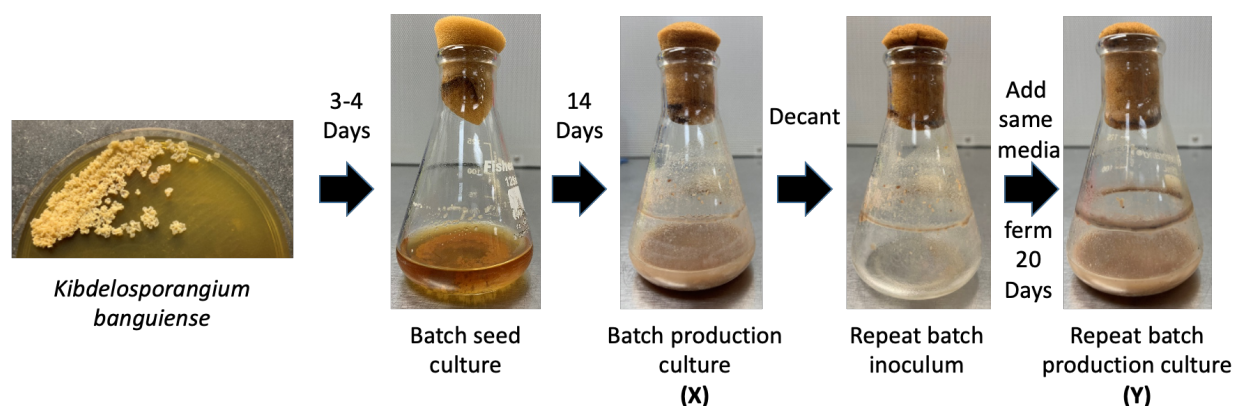 3-4
Days
14
Days
Decant
Add
same
media
ferm
20
Days
Kibdelosporangium
banguiense
Batch seed
culture
Batch production
culture
(X)
Repeat batch
inoculum
Repeat batch
production culture
(Y)